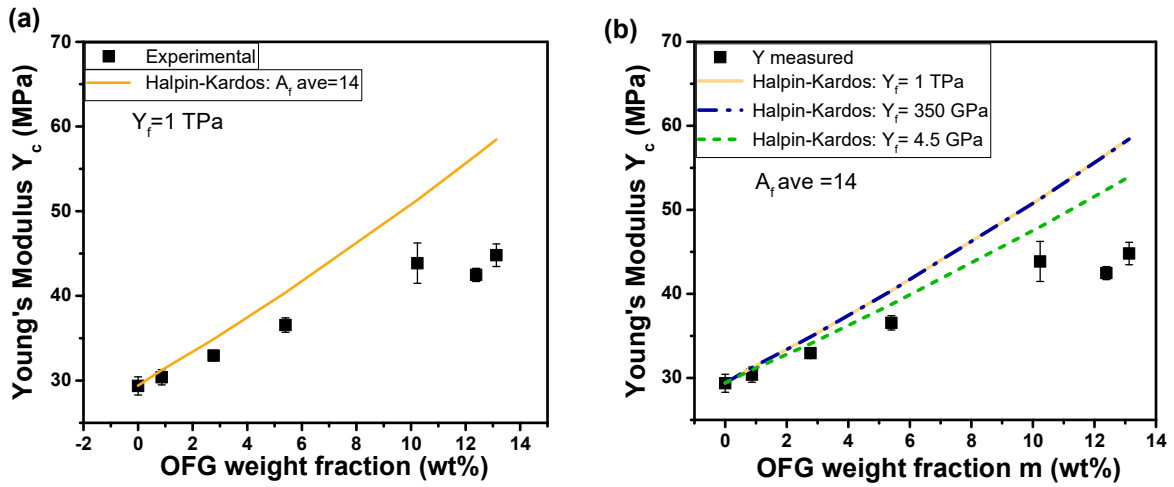 (a)
Young's Modulus Y_c (MPa)
70
60
50
40
30
Experimental
Halpin-Kardos: A_f ave=14
Y_f=1 TPa
-2 0 2 4 6 8 10 12 14
OFG weight fraction (wt%)
(b)
Young's Modulus Y_c (MPa)
70
60
50
40
30
Y measured
Halpin-Kardos: Y_f= 1 TPa
Halpin-Kardos: Y_f= 350 GPa
Halpin-Kardos: Y_f= 4.5 GPa
A_f ave =14
0 2 4 6 8 10 12 14
OFG weight fraction m (wt%)